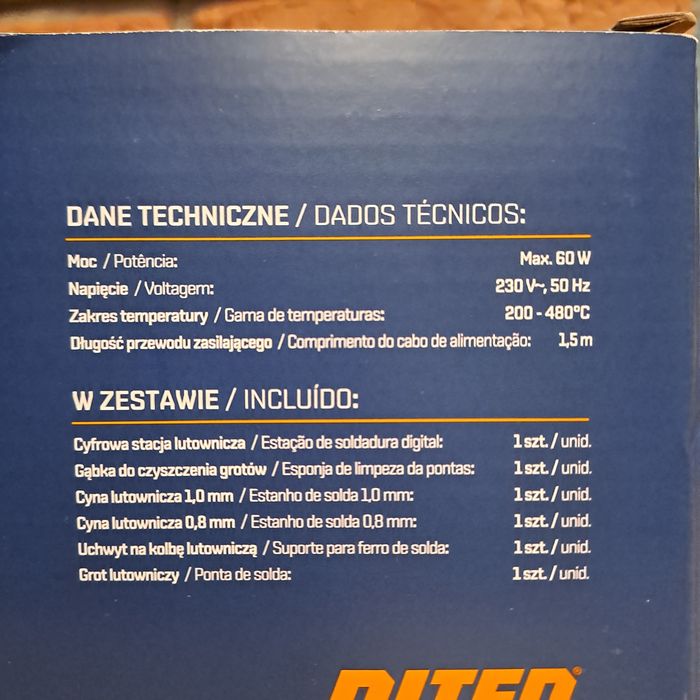 DANE TECHNICZNE / DADOS TÉCNICOS:
Moc / Potência: Max. 60 W
Napięcie / Voltagem: 230 V~, 50 Hz
Zakres temperatury / Gama de temperaturas: 200 - 480°C
Długość przewodu zasilającego / Comprimento do cabo de alimentação: 1,5 m
W ZESTAWIE / INCLUÍDO:
Cyfrowa stacja lutownicza / Estação de soldadura digital: 1 szt. / unid.
Gąbka do czyszczenia grotów / Esponja de limpeza da pontas: 1 szt. / unid.
Cyna lutownicza 1,0 mm / Estanho de solda 1,0 mm: 1 szt. / unid.
Cyna lutownicza 0,8 mm / Estanho de solda 0,8 mm: 1 szt. / unid.
Uchwyt na kolbę lutowniczą / Suporte para ferro de solda: 1 szt. / unid.
Grot lutowniczy / Ponta de solda: 1 szt. / unid.